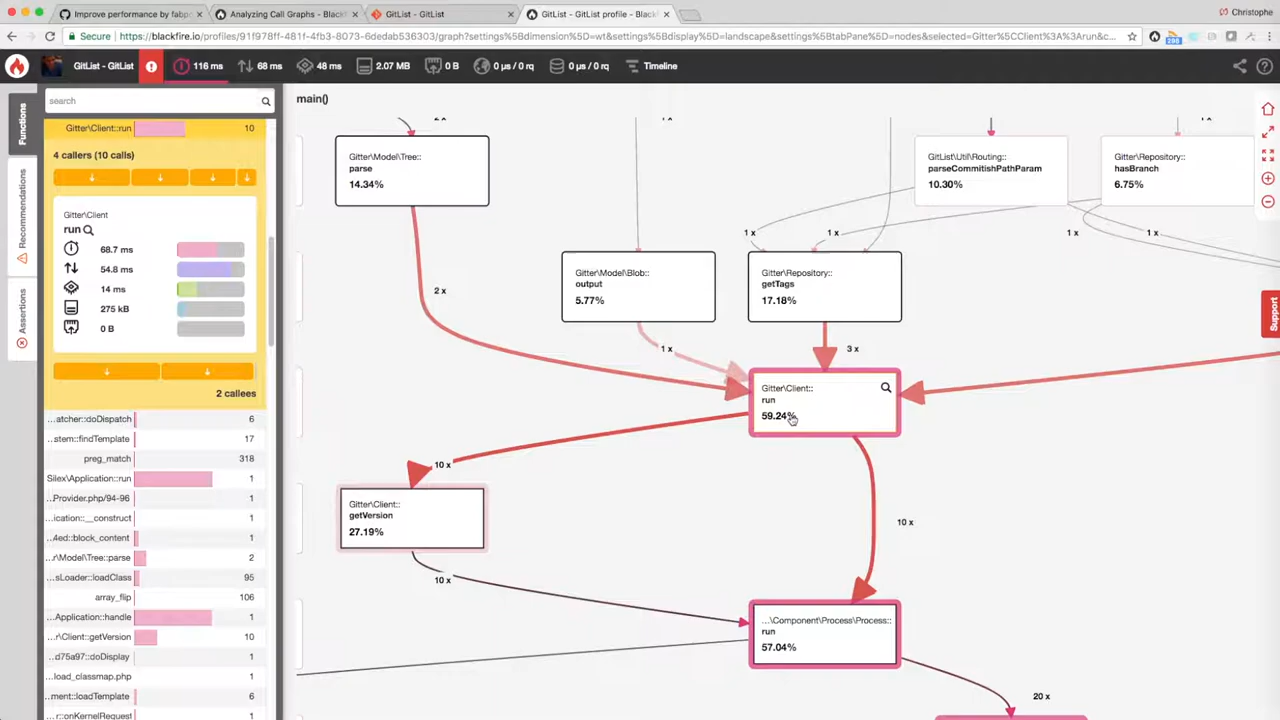 Improve performance by fabpo
Analyzing Call Graphs - BlackF
GitList - GitList
GitList - GitList profile - Black
Christophe
Secure
https://blackfire.io/profiles/91f978ff-481f-4fb3-8073-6dedab536303/graph?settings%5Bdimension%5D=wt&settings%5Bdisplay%5D=landscape&settings%5BtabPane%5D=nodes&selected=Gitter%5CClient%3A%3Arun&c...
GitList - GitList
116 ms
68 ms
48 ms
2.07 MB
0 B
0 µs / 0 rq
0 µs / 0 rq
Timeline
Functions
Recommendations
Assertions
search
Gitter\Client::run 10
4 callers (10 calls)
Gitter\Client
run
68.7 ms
54.8 ms
14 ms
275 kB
0 B
2 callees
...atcher::doDispatch 6
...stem::findTemplate 17
preg_match 318
Silex\Application::run 1
...Provider.php/94-96 1
...ication::__construct 1
...4ed::block_content 1
...r\Model\Tree::parse 2
...sLoader::loadClass 95
array_flip 106
...Application::handle 1
...r\Client::getVersion 10
...d75a97::doDisplay 1
...load_classmap.php 1
...ment::loadTemplate 6
...r::onKernelRequest 1
main()
2 x
1 x
1 x
Gitter\Model\Tree::
parse
14.34%
GitList\Util\Routing::
parseCommitishPathParam
10.30%
Gitter\Repository::
hasBranch
6.75%
1 x
1 x
1 x
1 x
Gitter\Model\Blob::
output
5.77%
Gitter\Repository::
getTags
17.18%
2 x
1 x
3 x
Gitter\Client::
run
59.24%
10 x
Gitter\Client::
getVersion
27.19%
10 x
10 x
...\Component\Process\Process::
run
57.04%
20 x
Support